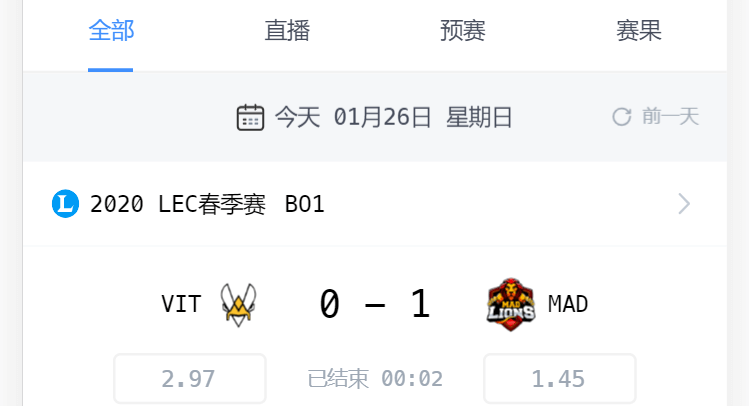 全部 直播 预赛 赛果
今天 01月26日 星期日 前一天
L 2020 LEC春季赛 BO1
VIT 0 - 1 MAD LIONS MAD
2.97 已结束 00:02 1.45